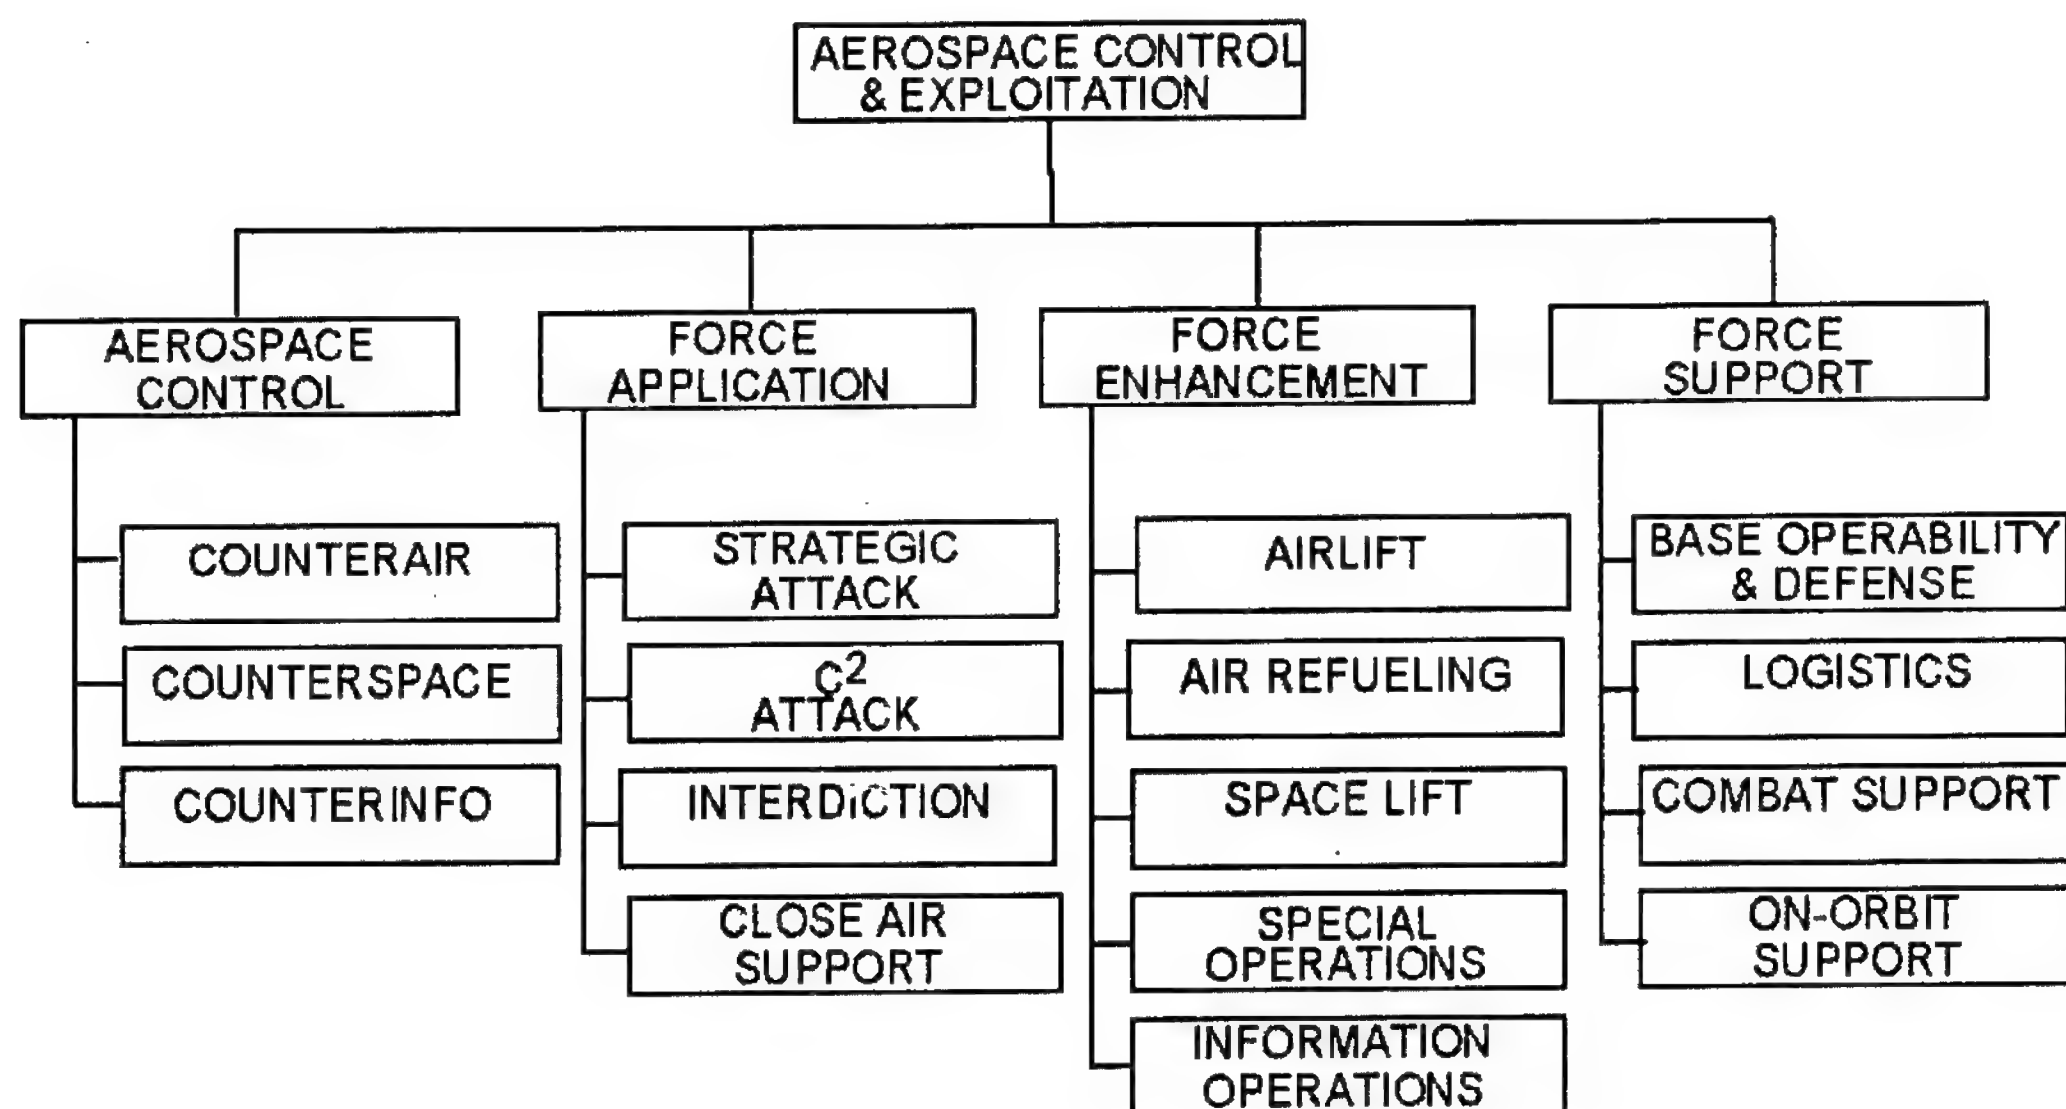 AEROSPACE CONTROL
& EXPLOITATION
AEROSPACE
CONTROL
COUNTERAIR
COUNTERSPACE
COUNTERINFO
FORCE
APPLICATION
STRATEGIC
ATTACK
C²
ATTACK
INTERDiCTION
CLOSE AIR
SUPPORT
FORCE
ENHANCEMENT
AIRLIFT
AIR REFUELING
SPACE LIFT
SPECIAL
OPERATIONS
INFORMATION
OPERATIONS
FORCE
SUPPORT
BASE OPERABILITY
& DEFENSE
LOGISTICS
COMBAT SUPPORT
ON-ORBIT
SUPPORT